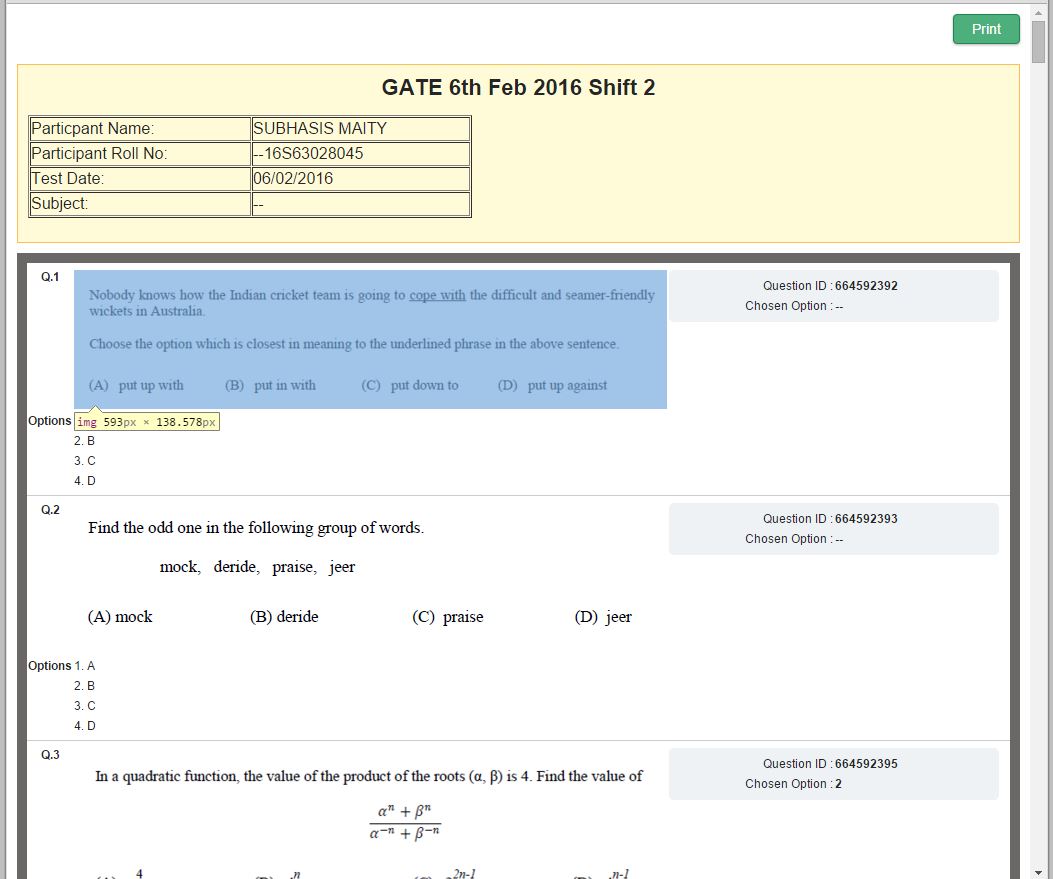 Print
GATE 6th Feb 2016 Shift 2
Particpant Name: SUBHASIS MAITY
Participant Roll No: --16S63028045
Test Date: 06/02/2016
Subject: --
Q.1
Nobody knows how the Indian cricket team is going to cope with the difficult and seamer-friendly
wickets in Australia.
Choose the option which is closest in meaning to the underlined phrase in the above sentence.
(A) put up with (B) put in with (C) put down to (D) put up against
Question ID : 664592392
Chosen Option : --
Options
img 593px × 138.578px
2. B
3. C
4. D
Q.2
Find the odd one in the following group of words.
mock, deride, praise, jeer
(A) mock (B) deride (C) praise (D) jeer
Question ID : 664592393
Chosen Option : --
Options 1. A
2. B
3. C
4. D
Q.3
In a quadratic function, the value of the product of the roots (α, β) is 4. Find the value of
αⁿ + βⁿ
α⁻ⁿ + β⁻ⁿ
Question ID : 664592395
Chosen Option : 2